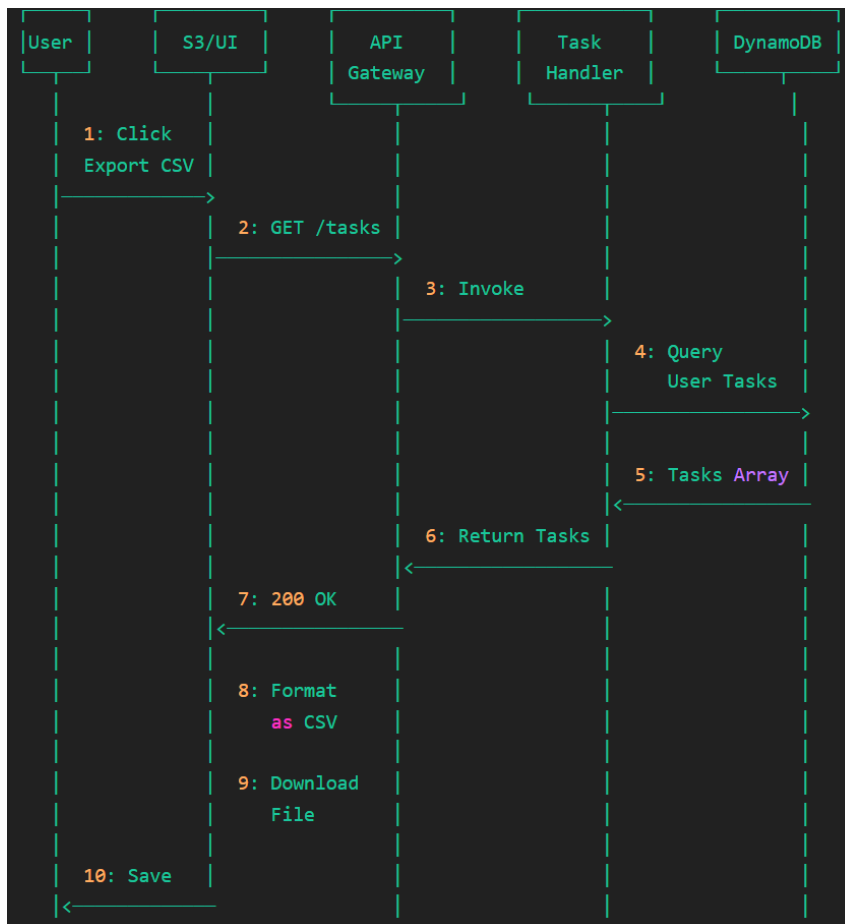 User S3/UI API Task DynamoDB
Gateway Handler
1: Click
Export CSV
2: GET /tasks
3: Invoke
4: Query
User Tasks
5: Tasks Array
6: Return Tasks
7: 200 OK
8: Format
as CSV
9: Download
File
10: Save